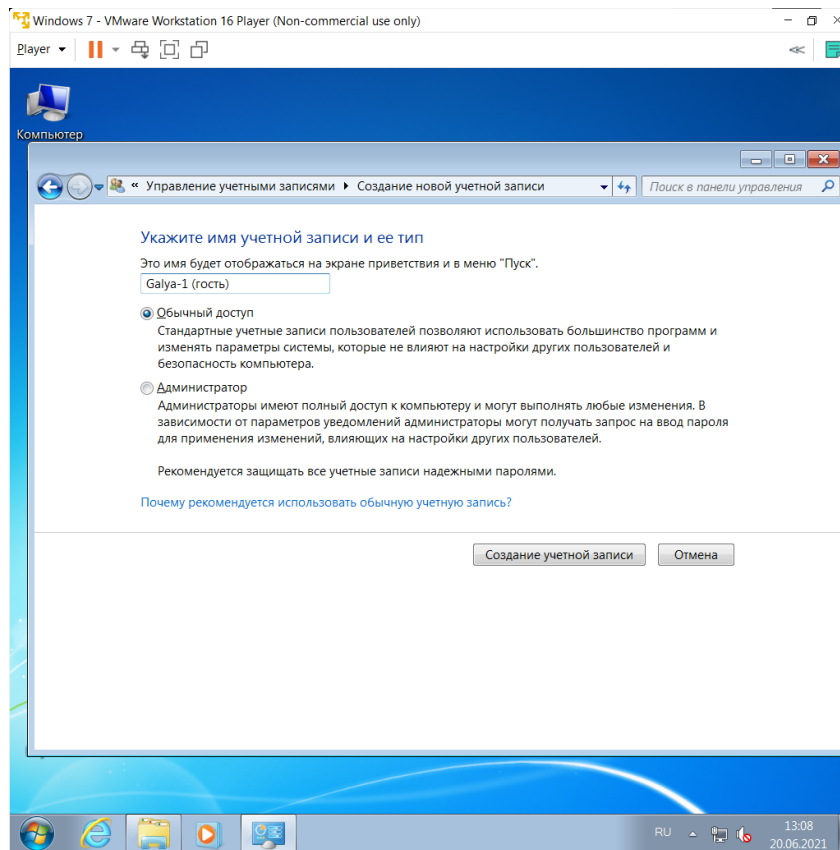 Windows 7 - VMware Workstation 16 Player (Non-commercial use only)
Player
Компьютер
« Управление учетными записями Создание новой учетной записи
Поиск в панели управления
Укажите имя учетной записи и ее тип
Это имя будет отображаться на экране приветствия и в меню "Пуск".
Galya-1 (гость)
Обычный доступ
Стандартные учетные записи пользователей позволяют использовать большинство программ и
изменять параметры системы, которые не влияют на настройки других пользователей и
безопасность компьютера.
Администратор
Администраторы имеют полный доступ к компьютеру и могут выполнять любые изменения. В
зависимости от параметров уведомлений администраторы могут получать запрос на ввод пароля
для применения изменений, влияющих на настройки других пользователей.
Рекомендуется защищать все учетные записи надежными паролями.
Почему рекомендуется использовать обычную учетную запись?
Создание учетной записи
Отмена
RU
13:08
20.06.2021